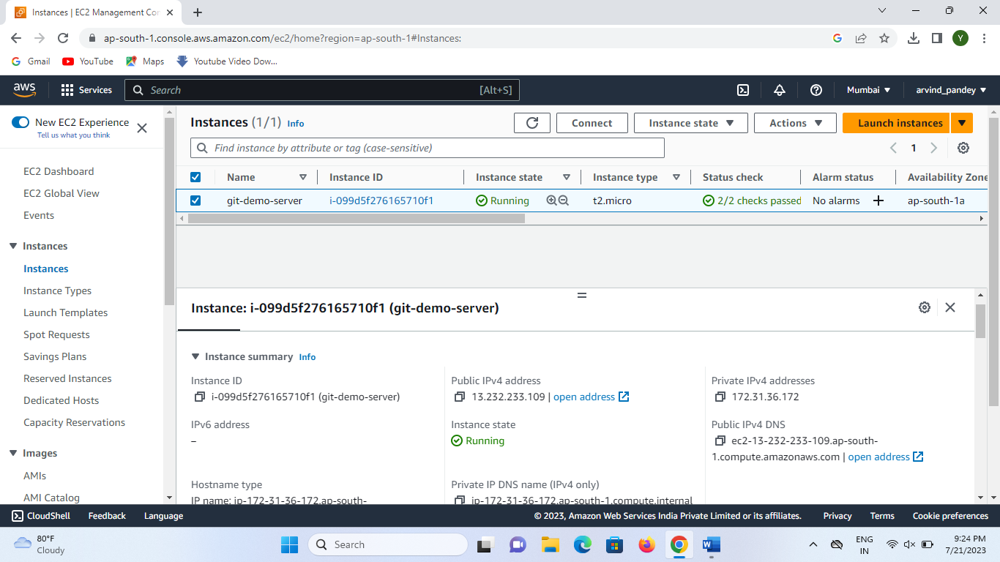 Instances | EC2 Management Con
ap-south-1.console.aws.amazon.com/ec2/home?region=ap-south-1#Instances:
Y
Gmail YouTube Maps Youtube Video Dow...
aws Services Search [Alt+S] Mumbai arvind_pandey
New EC2 Experience
Tell us what you think
EC2 Dashboard
EC2 Global View
Events
Instances
Instances
Instance Types
Launch Templates
Spot Requests
Savings Plans
Reserved Instances
Dedicated Hosts
Capacity Reservations
Images
AMIs
AMI Catalog
Instances (1/1) Info Connect Instance state Actions Launch instances
Find instance by attribute or tag (case-sensitive) 1
Name Instance ID Instance state Instance type Status check Alarm status Availability Zone
git-demo-server i-099d5f276165710f1 Running t2.micro 2/2 checks passed No alarms ap-south-1a
Instance: i-099d5f276165710f1 (git-demo-server)
Instance summary Info
Instance ID
i-099d5f276165710f1 (git-demo-server)
Public IPv4 address
13.232.233.109 | open address
Private IPv4 addresses
172.31.36.172
IPv6 address
–
Instance state
Running
Public IPv4 DNS
ec2-13-232-233-109.ap-south-
1.compute.amazonaws.com | open address
Hostname type
IP name: ip-172-31-36-172.ap-south-
Private IP DNS name (IPv4 only)
ip-172-31-36-172.ap-south-1.compute.internal
CloudShell Feedback Language © 2023, Amazon Web Services India Private Limited or its affiliates. Privacy Terms Cookie preferences
80°F
Cloudy
Search
ENG
IN
9:24 PM
7/21/2023